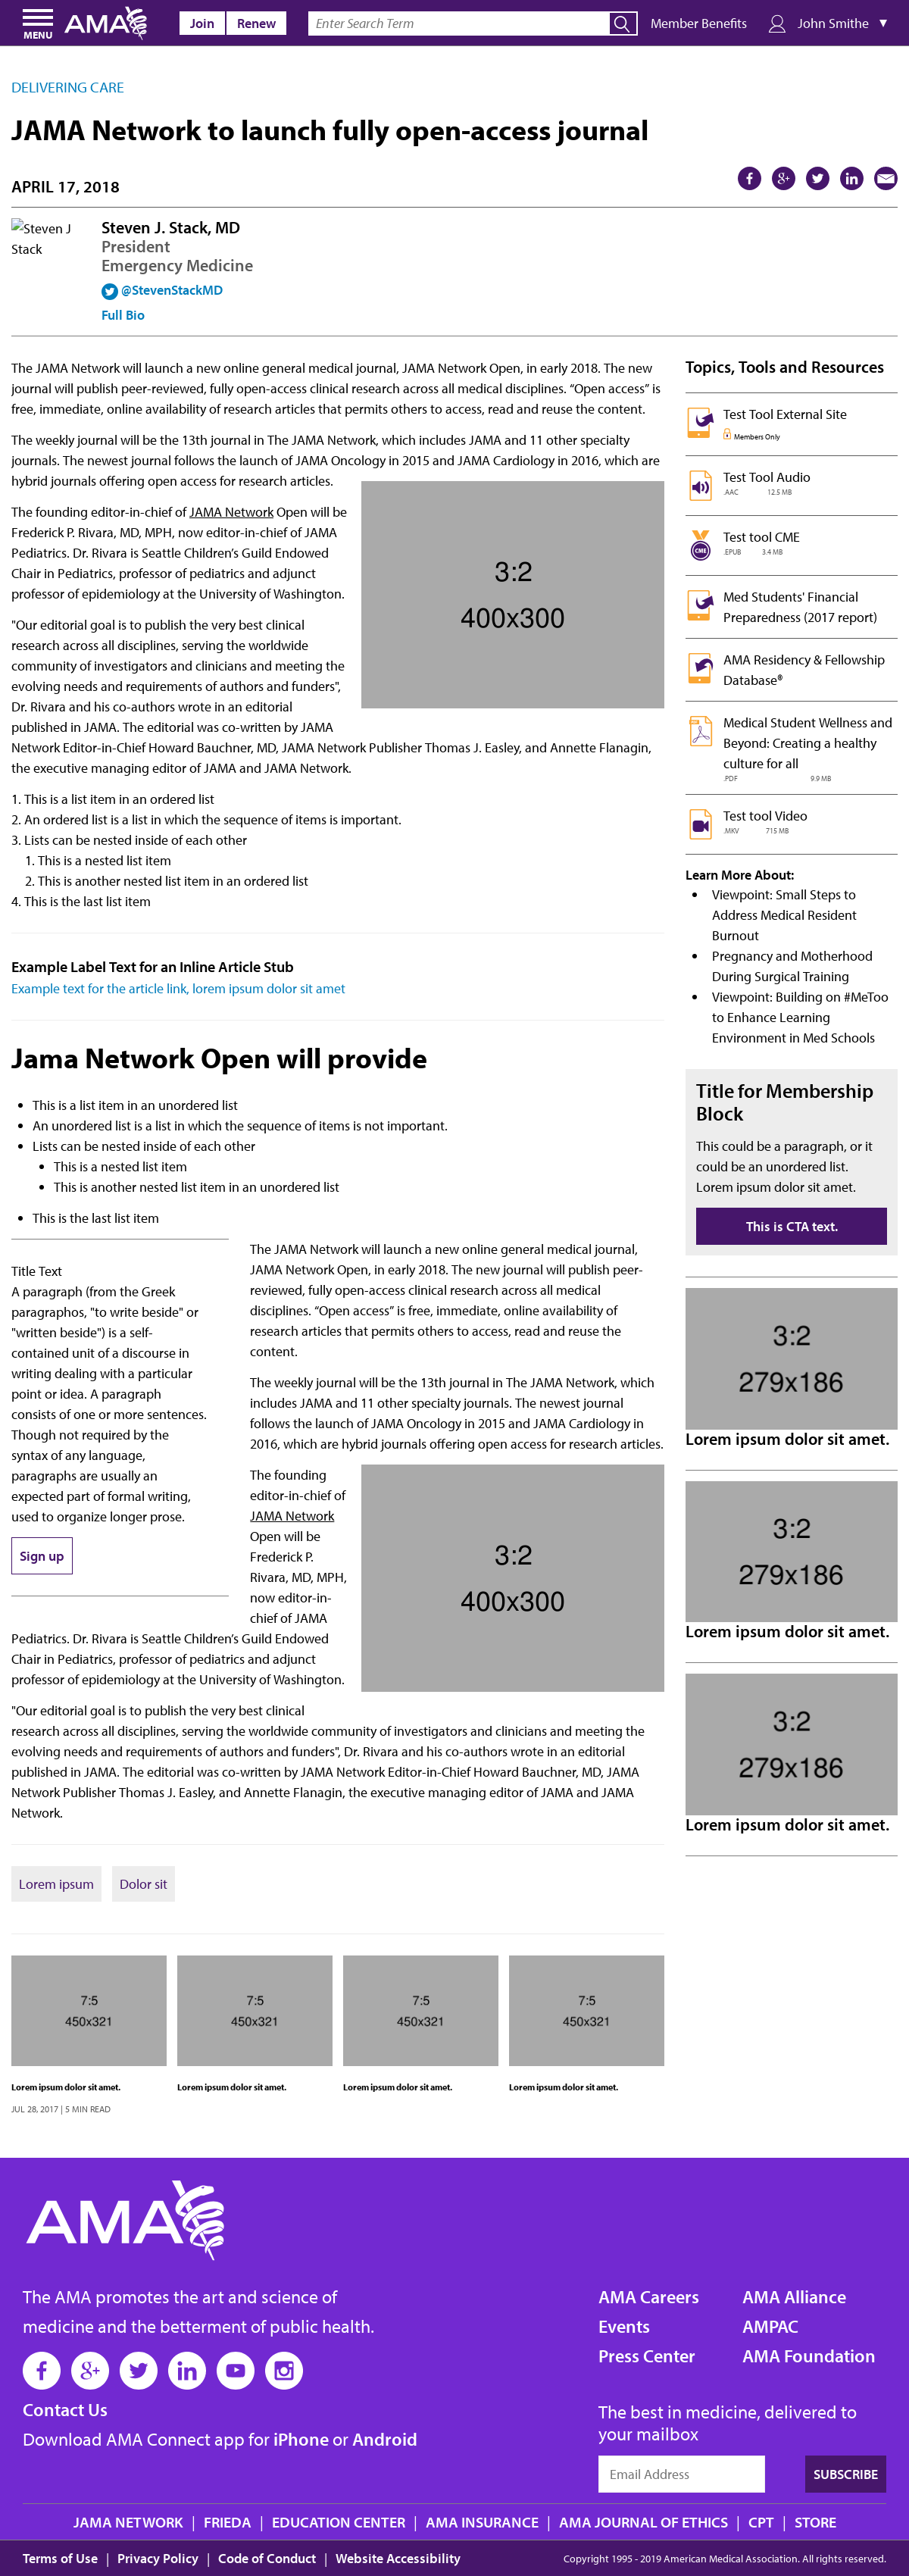 MENU
AMA
Join
Renew
Enter Search Term
Member Benefits
John Smithe
DELIVERING CARE
JAMA Network to launch fully open-access journal
APRIL 17, 2018
Steven J Stack
Steven J. Stack, MD
President
Emergency Medicine
@StevenStackMD
Full Bio
The JAMA Network will launch a new online general medical journal, JAMA Network Open, in early 2018. The new
journal will publish peer-reviewed, fully open-access clinical research across all medical disciplines. “Open access” is
free, immediate, online availability of research articles that permits others to access, read and reuse the content.
The weekly journal will be the 13th journal in The JAMA Network, which includes JAMA and 11 other specialty
journals. The newest journal follows the launch of JAMA Oncology in 2015 and JAMA Cardiology in 2016, which are
hybrid journals offering open access for research articles.
The founding editor-in-chief of JAMA Network Open will be
Frederick P. Rivara, MD, MPH, now editor-in-chief of JAMA
Pediatrics. Dr. Rivara is Seattle Children’s Guild Endowed
Chair in Pediatrics, professor of pediatrics and adjunct
professor of epidemiology at the University of Washington.
3:2
400x300
"Our editorial goal is to publish the very best clinical
research across all disciplines, serving the worldwide
community of investigators and clinicians and meeting the
evolving needs and requirements of authors and funders",
Dr. Rivara and his co-authors wrote in an editorial
published in JAMA. The editorial was co-written by JAMA
Network Editor-in-Chief Howard Bauchner, MD, JAMA Network Publisher Thomas J. Easley, and Annette Flanagin,
the executive managing editor of JAMA and JAMA Network.
1. This is a list item in an ordered list
2. An ordered list is a list in which the sequence of items is important.
3. Lists can be nested inside of each other
1. This is a nested list item
2. This is another nested list item in an ordered list
4. This is the last list item
Example Label Text for an Inline Article Stub
Example text for the article link, lorem ipsum dolor sit amet
Jama Network Open will provide
• This is a list item in an unordered list
• An unordered list is a list in which the sequence of items is not important.
• Lists can be nested inside of each other
• This is a nested list item
• This is another nested list item in an unordered list
• This is the last list item
Title Text
A paragraph (from the Greek
paragraphos, "to write beside" or
"written beside") is a self-
contained unit of a discourse in
writing dealing with a particular
point or idea. A paragraph
consists of one or more sentences.
Though not required by the
syntax of any language,
paragraphs are usually an
expected part of formal writing,
used to organize longer prose.
Sign up
The JAMA Network will launch a new online general medical journal,
JAMA Network Open, in early 2018. The new journal will publish peer-
reviewed, fully open-access clinical research across all medical
disciplines. “Open access” is free, immediate, online availability of
research articles that permits others to access, read and reuse the
content.
The weekly journal will be the 13th journal in The JAMA Network, which
includes JAMA and 11 other specialty journals. The newest journal
follows the launch of JAMA Oncology in 2015 and JAMA Cardiology in
2016, which are hybrid journals offering open access for research articles.
The founding
editor-in-chief of
JAMA Network
Open will be
Frederick P.
Rivara, MD, MPH,
now editor-in-
chief of JAMA
Pediatrics. Dr. Rivara is Seattle Children’s Guild Endowed
Chair in Pediatrics, professor of pediatrics and adjunct
professor of epidemiology at the University of Washington.
3:2
400x300
"Our editorial goal is to publish the very best clinical
research across all disciplines, serving the worldwide community of investigators and clinicians and meeting the
evolving needs and requirements of authors and funders", Dr. Rivara and his co-authors wrote in an editorial
published in JAMA. The editorial was co-written by JAMA Network Editor-in-Chief Howard Bauchner, MD, JAMA
Network Publisher Thomas J. Easley, and Annette Flanagin, the executive managing editor of JAMA and JAMA
Network.
Lorem ipsum
Dolor sit
7:5
450x321
Lorem ipsum dolor sit amet.
JUL 28, 2017 | 5 MIN READ
7:5
450x321
Lorem ipsum dolor sit amet.
7:5
450x321
Lorem ipsum dolor sit amet.
7:5
450x321
Lorem ipsum dolor sit amet.
Topics, Tools and Resources
Test Tool External Site
Members Only
Test Tool Audio
.AAC 12.5 MB
CME
Test tool CME
.EPUB 3.4 MB
Med Students' Financial
Preparedness (2017 report)
AMA Residency & Fellowship
Database®
Medical Student Wellness and
Beyond: Creating a healthy
culture for all
.PDF 9.9 MB
Test tool Video
.MKV 715 MB
Learn More About:
• Viewpoint: Small Steps to
Address Medical Resident
Burnout
• Pregnancy and Motherhood
During Surgical Training
• Viewpoint: Building on #MeToo
to Enhance Learning
Environment in Med Schools
Title for Membership
Block
This could be a paragraph, or it
could be an unordered list.
Lorem ipsum dolor sit amet.
This is CTA text.
3:2
279x186
Lorem ipsum dolor sit amet.
3:2
279x186
Lorem ipsum dolor sit amet.
3:2
279x186
Lorem ipsum dolor sit amet.
AMA
The AMA promotes the art and science of
medicine and the betterment of public health.
Contact Us
Download AMA Connect app for iPhone or Android
AMA Careers
Events
Press Center
AMA Alliance
AMPAC
AMA Foundation
The best in medicine, delivered to
your mailbox
Email Address
SUBSCRIBE
JAMA NETWORK | FRIEDA | EDUCATION CENTER | AMA INSURANCE | AMA JOURNAL OF ETHICS | CPT | STORE
Terms of Use | Privacy Policy | Code of Conduct | Website Accessibility
Copyright 1995 - 2019 American Medical Association. All rights reserved.